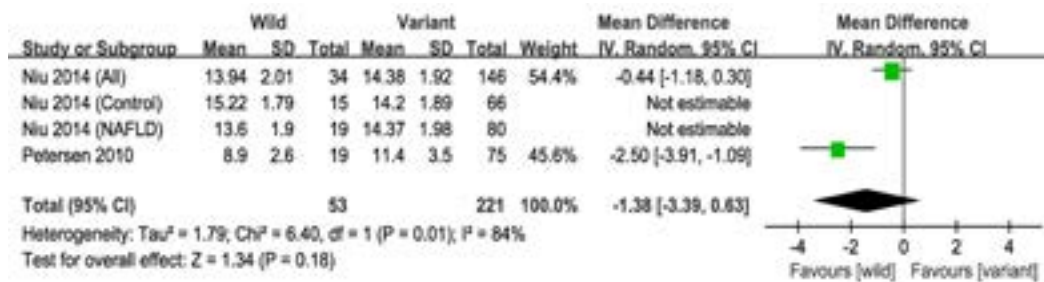 Wild Variant Mean Difference Mean Difference
Study or Subgroup Mean SD Total Mean SD Total Weight IV, Random, 95% CI IV, Random, 95% CI
Niu 2014 (All) 13.94 2.01 34 14.38 1.92 146 54.4% -0.44 [-1.18, 0.30]
Niu 2014 (Control) 15.22 1.79 15 14.2 1.89 66 Not estimable
Niu 2014 (NAFLD) 13.6 1.9 19 14.37 1.98 80 Not estimable
Petersen 2010 8.9 2.6 19 11.4 3.5 75 45.6% -2.50 [-3.91, -1.09]
Total (95% CI) 53 221 100.0% -1.38 [-3.39, 0.63]
Heterogeneity: Tau² = 1.79; Chi² = 6.40, df = 1 (P = 0.01); I² = 84%
Test for overall effect: Z = 1.34 (P = 0.18)
-4 -2 0 2 4
Favours [wild] Favours [variant]